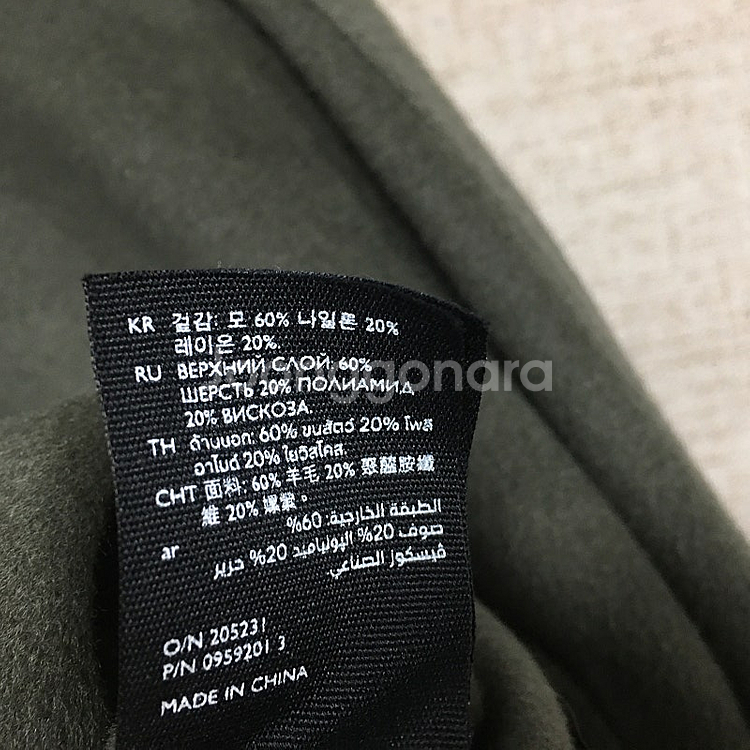 KR 겉감: 모 60% 나일론 20%
레이온 20%.
RU ВЕРХНИЙ СЛОЙ: 60%
ШЕРСТЬ 20% ПОЛИАМИД
20% ВИСКОЗА.
TH ด้านนอก: 60% ขนสัตว์ 20% โพลี
อาไมด์ 20% ใยวิสโคส.
CHT 面料: 60% 羊毛 20% 聚醯胺纖
維 20% 嫘縈。
ar الطبقة الخارجية: 60%
صوف 20% البولياميد 20% حرير
فيسكوز الصناعي
O/N 205231
P/N 0959201 3
MADE IN CHINA